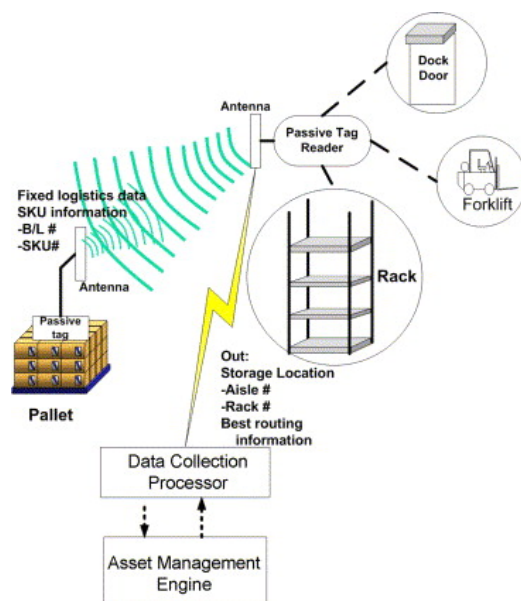 Dock
Door
Antenna
Passive Tag
Reader
Forklift
Fixed logistics data
SKU information
-B/L #
-SKU#
Antenna
Rack
Passive
tag
Pallet
Out:
Storage Location
-Aisle #
-Rack #
Best routing
information
Data Collection
Processor
Asset Management
Engine